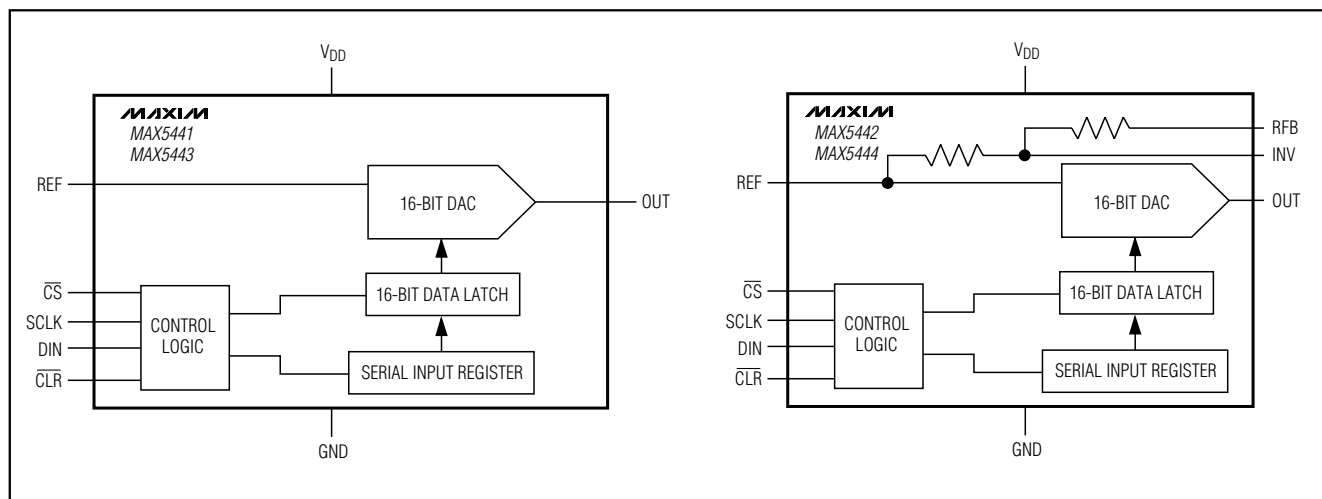 VDD
MAXIM
MAX5441
MAX5443
REF
16-BIT DAC
OUT
CS
16-BIT DATA LATCH
SCLK
CONTROL
LOGIC
DIN
SERIAL INPUT REGISTER
CLR
GND
VDD
MAXIM
MAX5442
MAX5444
RFB
INV
REF
16-BIT DAC
OUT
CS
16-BIT DATA LATCH
SCLK
CONTROL
LOGIC
DIN
SERIAL INPUT REGISTER
CLR
GND